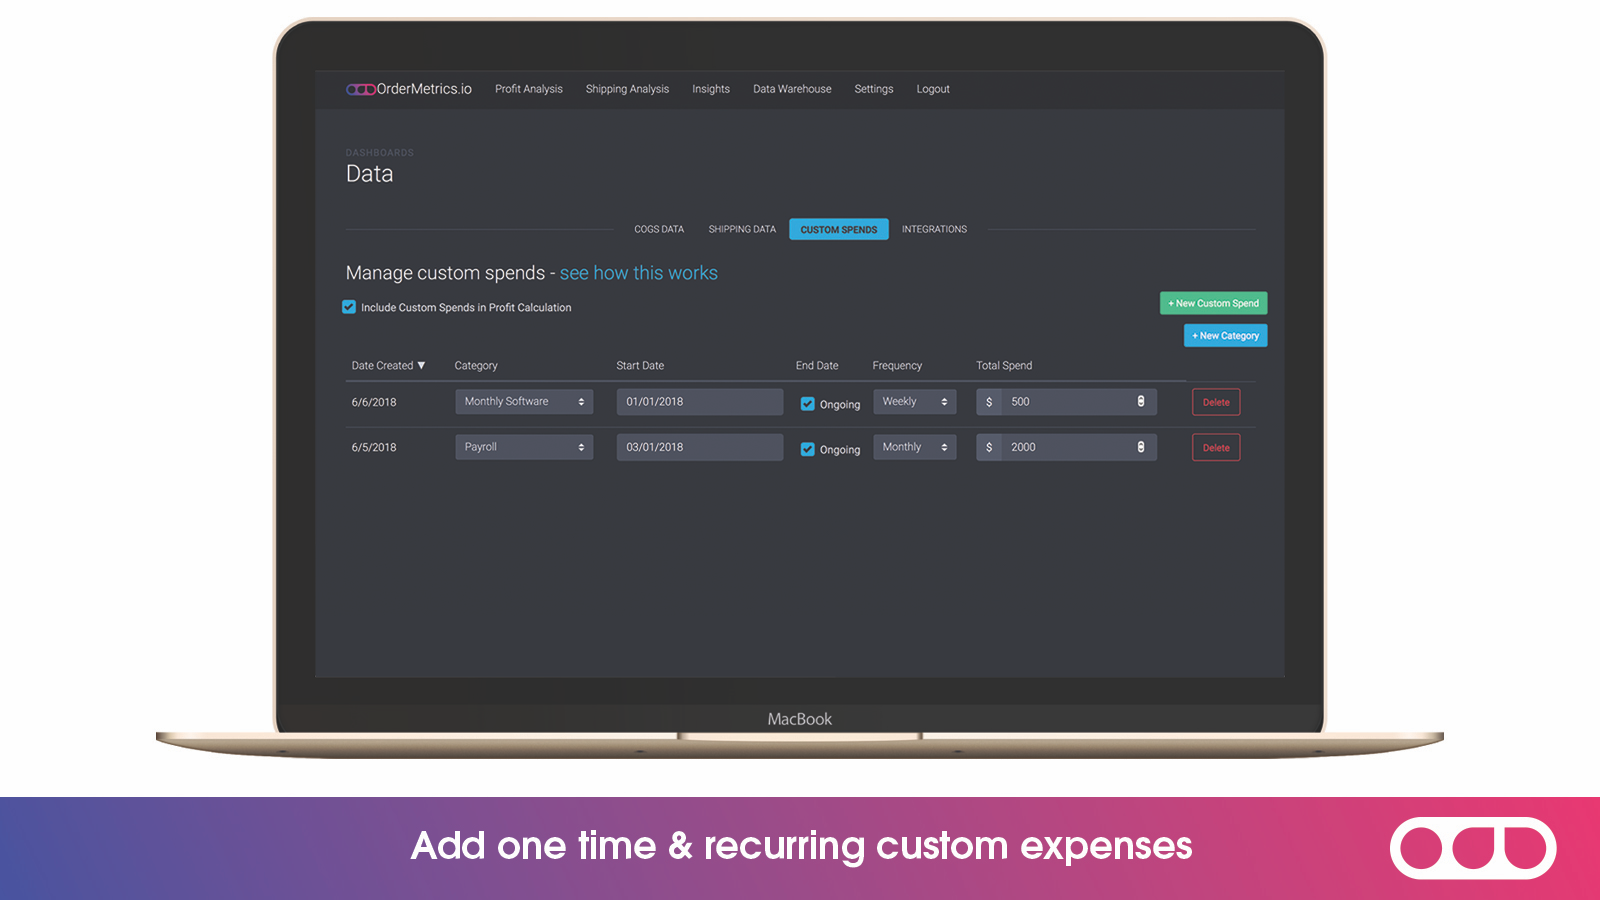 OrderMetrics.io Profit Analysis Shipping Analysis Insights Data Warehouse Settings Logout
DASHBOARDS
Data
COGS DATA SHIPPING DATA CUSTOM SPENDS INTEGRATIONS
Manage custom spends - see how this works
Include Custom Spends in Profit Calculation
+ New Custom Spend
+ New Category
Date Created ▼ Category Start Date End Date Frequency Total Spend
6/6/2018 Monthly Software 01/01/2018 Ongoing Weekly $ 500 Delete
6/5/2018 Payroll 03/01/2018 Ongoing Monthly $ 2000 Delete
MacBook
Add one time & recurring custom expenses